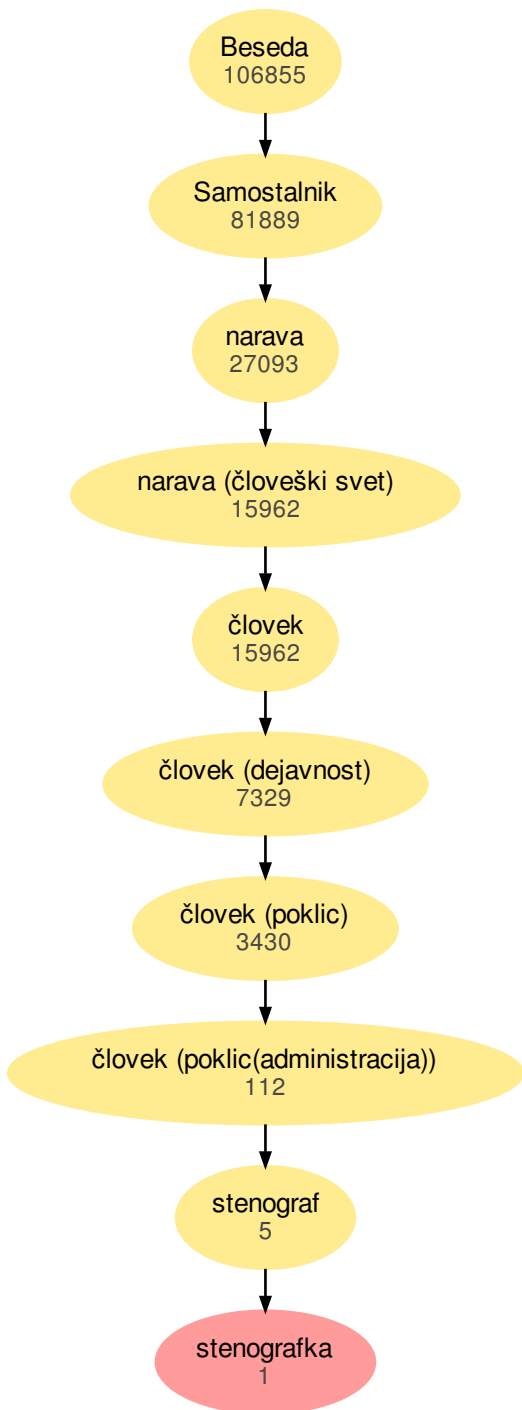 Beseda
106855
Samostalnik
81889
narava
27093
narava (človeški svet)
15962
človek
15962
človek (dejavnost)
7329
človek (poklic)
3430
človek (poklic(administracija))
112
stenograf
5
stenografka
1